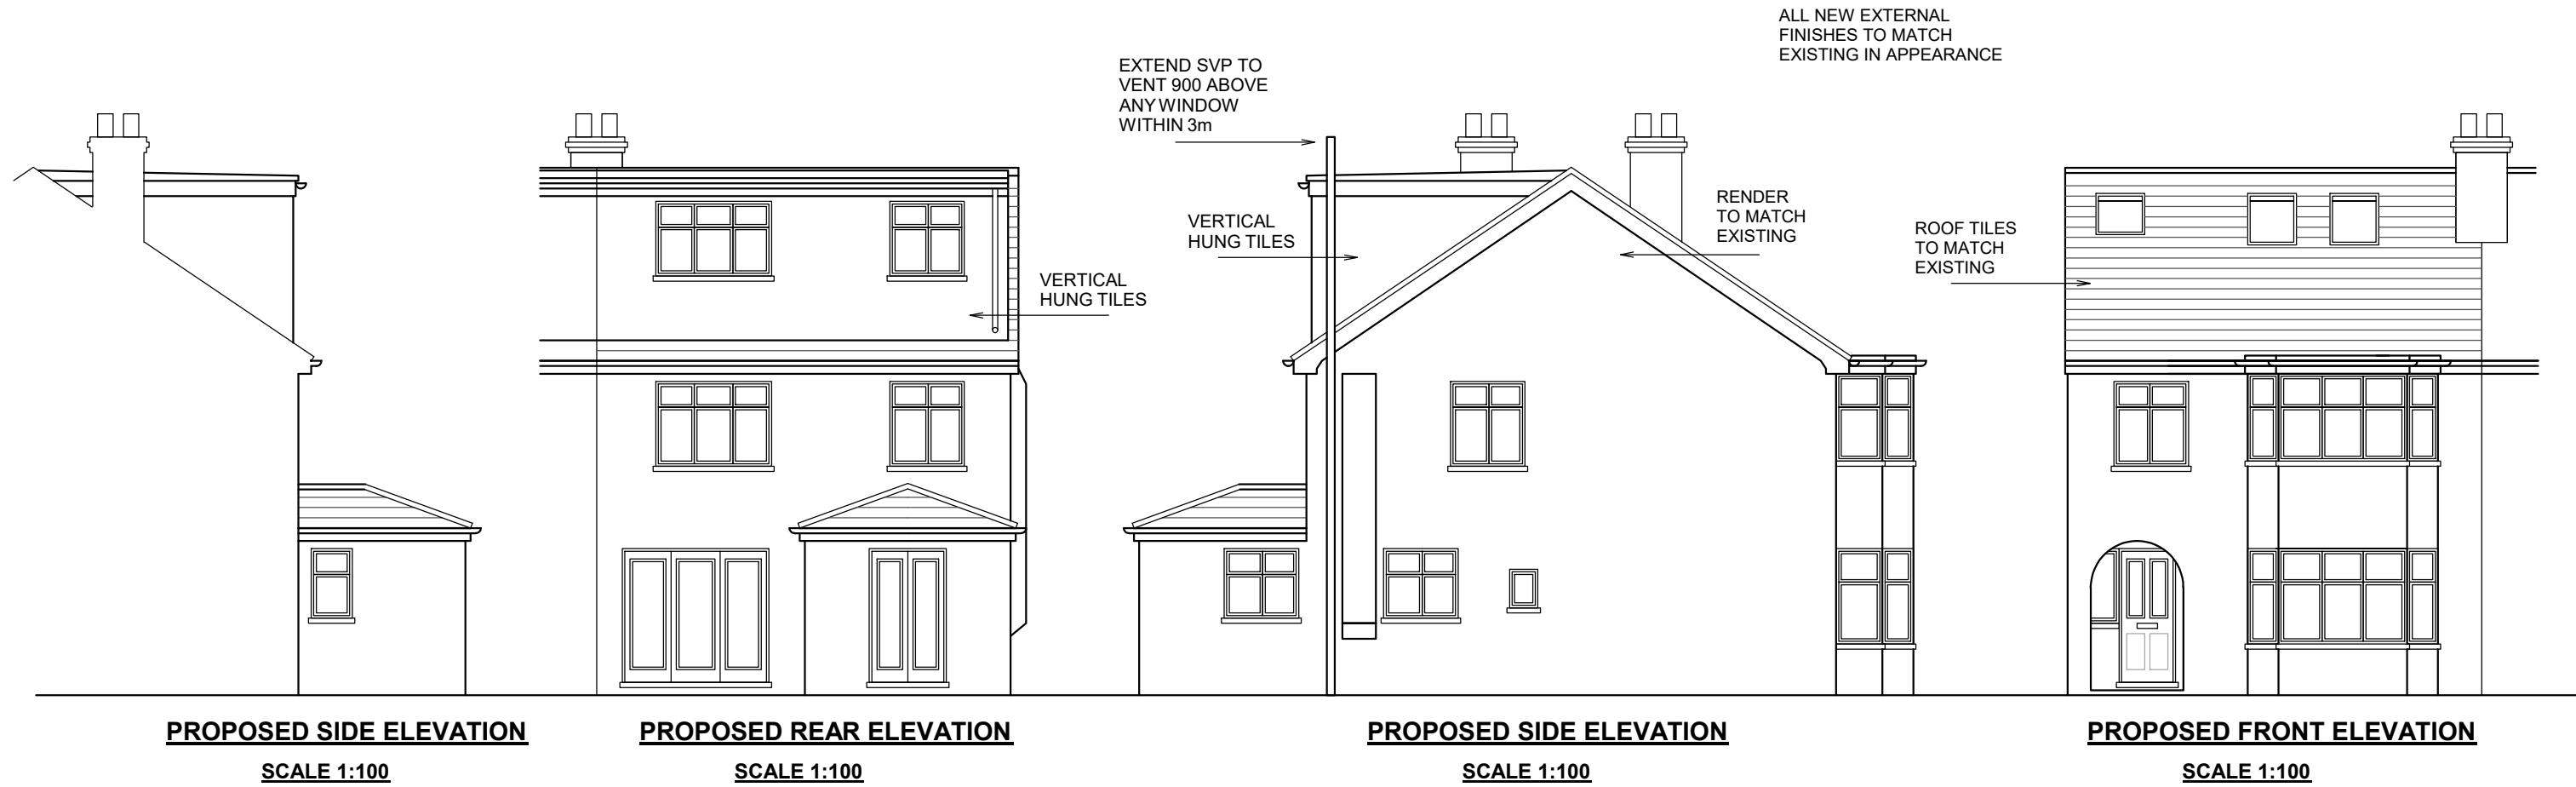 ALL NEW EXTERNAL
FINISHES TO MATCH
EXISTING IN APPEARANCE
EXTEND SVP TO
VENT 900 ABOVE
ANY WINDOW
WITHIN 3m
VERTICAL
HUNG TILES
RENDER
TO MATCH
EXISTING
ROOF TILES
TO MATCH
EXISTING
VERTICAL
HUNG TILES
PROPOSED SIDE ELEVATION
SCALE 1:100
PROPOSED REAR ELEVATION
SCALE 1:100
PROPOSED SIDE ELEVATION
SCALE 1:100
PROPOSED FRONT ELEVATION
SCALE 1:100